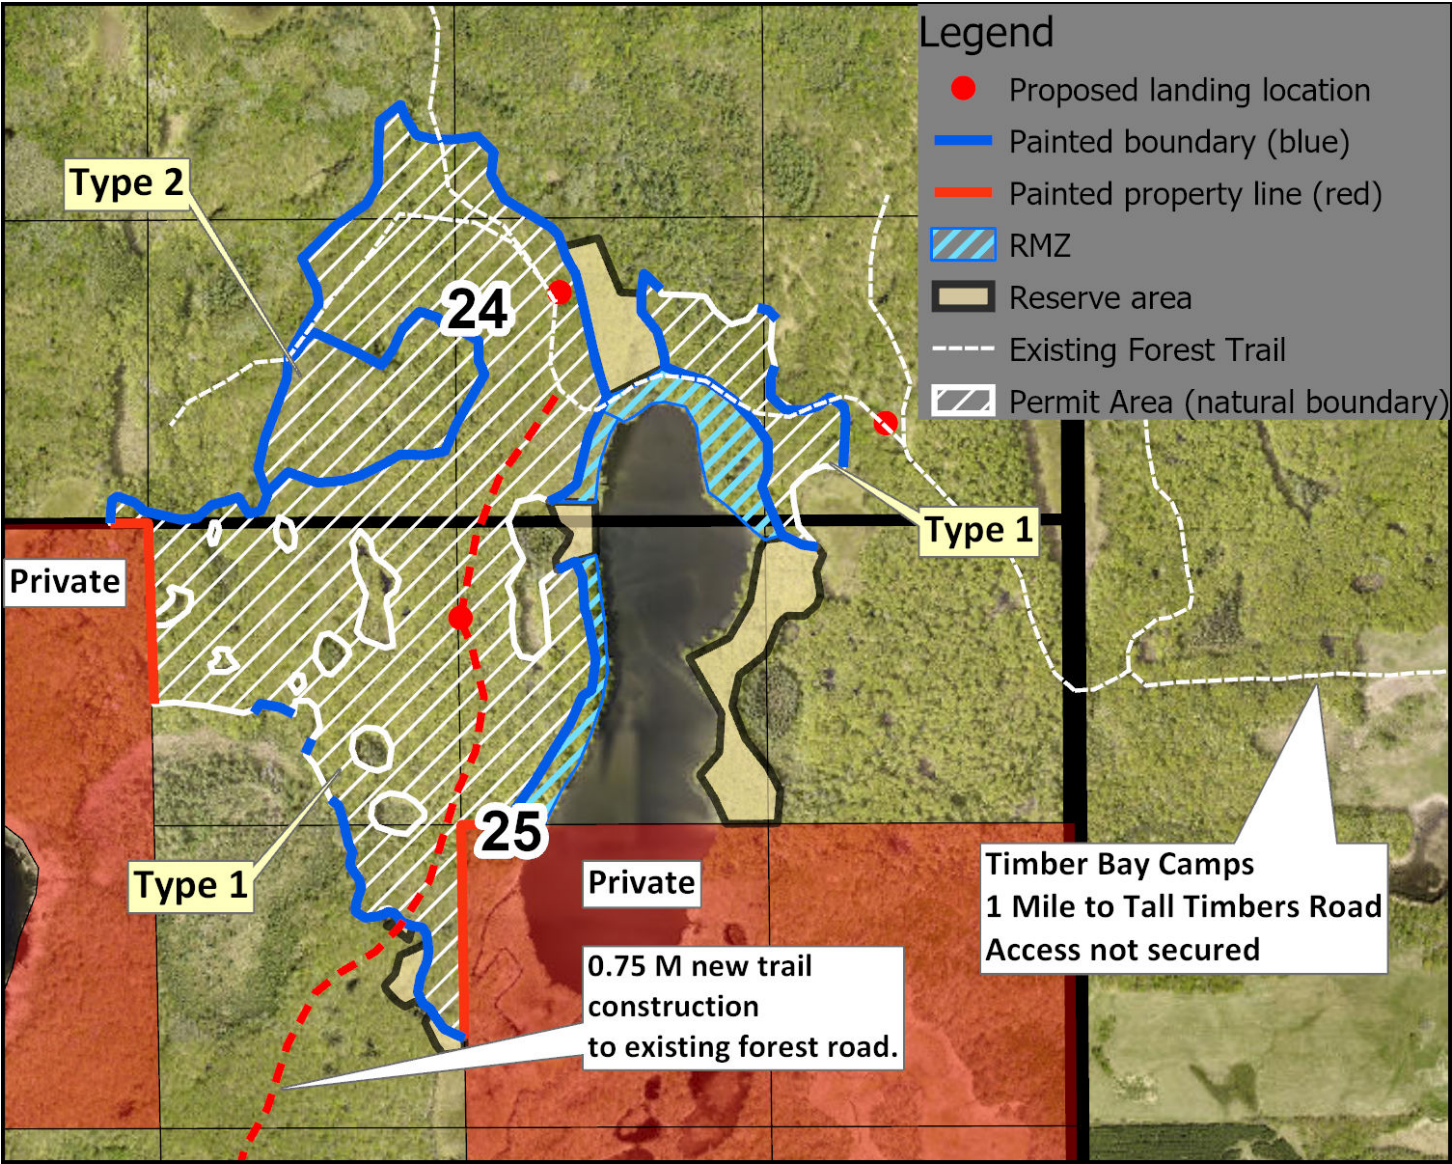 Legend
Proposed landing location
Painted boundary (blue)
Painted property line (red)
RMZ
Reserve area
Existing Forest Trail
Permit Area (natural boundary)
Type 2
24
Type 1
Private
25
Type 1
Private
Timber Bay Camps
1 Mile to Tall Timbers Road
Access not secured
0.75 M new trail
construction
to existing forest road.